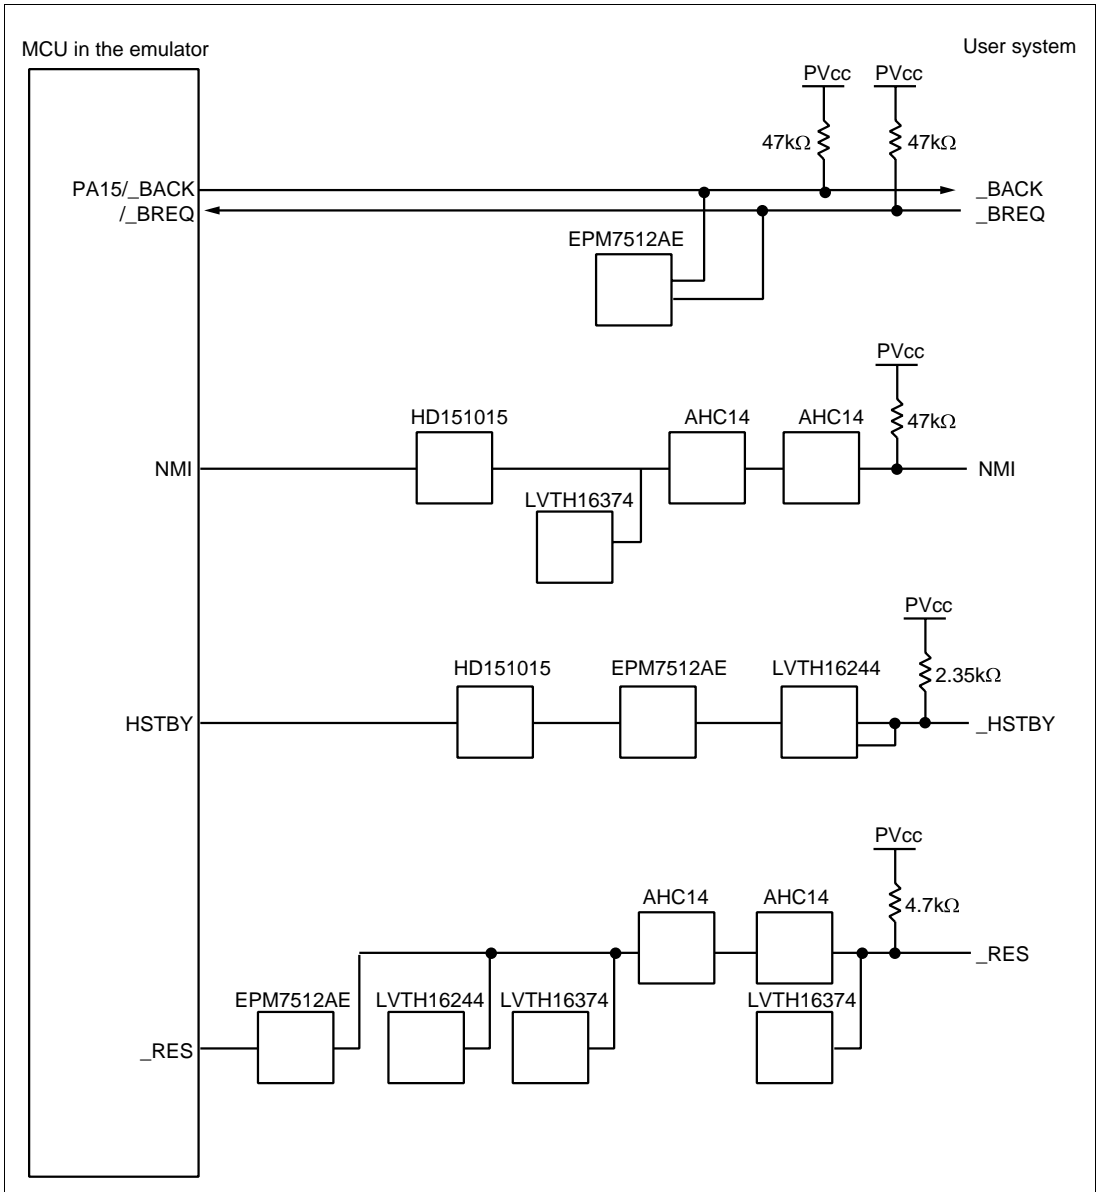 MCU in the emulator
User system
PVcc PVcc
47kΩ 47kΩ
PA15/_BACK
_BACK
/_BREQ
_BREQ
EPM7512AE
PVcc
47kΩ
HD151015
AHC14
AHC14
NMI
NMI
LVTH16374
PVcc
2.35kΩ
HD151015
EPM7512AE
LVTH16244
HSTBY
_HSTBY
PVcc
4.7kΩ
AHC14
AHC14
_RES
EPM7512AE
LVTH16244
LVTH16374
LVTH16374
_RES